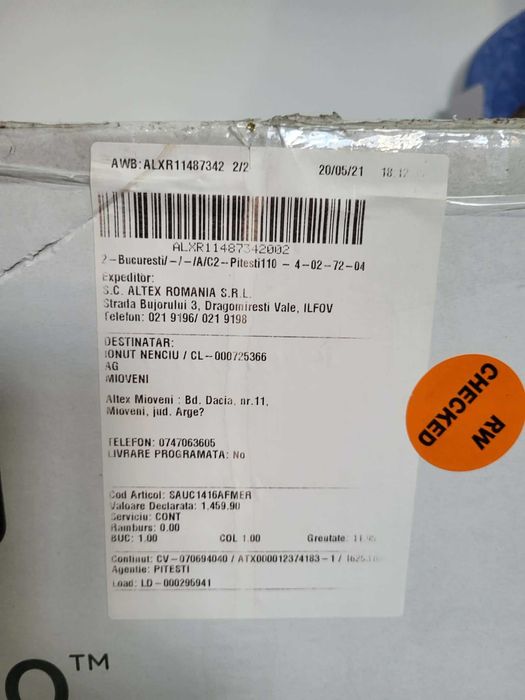 AWB:ALXR11487342 2/2 20/05/21 18:12
ALXR11487342002
2-Bucuresti/-/-/A/C2-Pitesti110 - 4-02-72-04
Expeditor:
S.C. ALTEX ROMANIA S.R.L.
Strada Bujorului 3, Dragomiresti Vale, ILFOV
Telefon: 021 9196/ 021 9198
DESTINATAR:
IONUT NENCIU / CL-000725366
AG
MIOVENI
Altex Mioveni : Bd. Dacia, nr.11,
Mioveni, jud. Arge?
TELEFON: 0747063605
LIVRARE PROGRAMATA: No
Cod Articol: SAUC1416AFMER
Valoare Declarata: 1.459.90
Serviciu: CONT
Ramburs: 0.00
BUC: 1.00 COL 1.00 Greutate:
Continut: CV-070694040 / ATX000012374183-1 /
Agentie: PITESTI
Load: LD-000296941
RW
CHECKED
O™